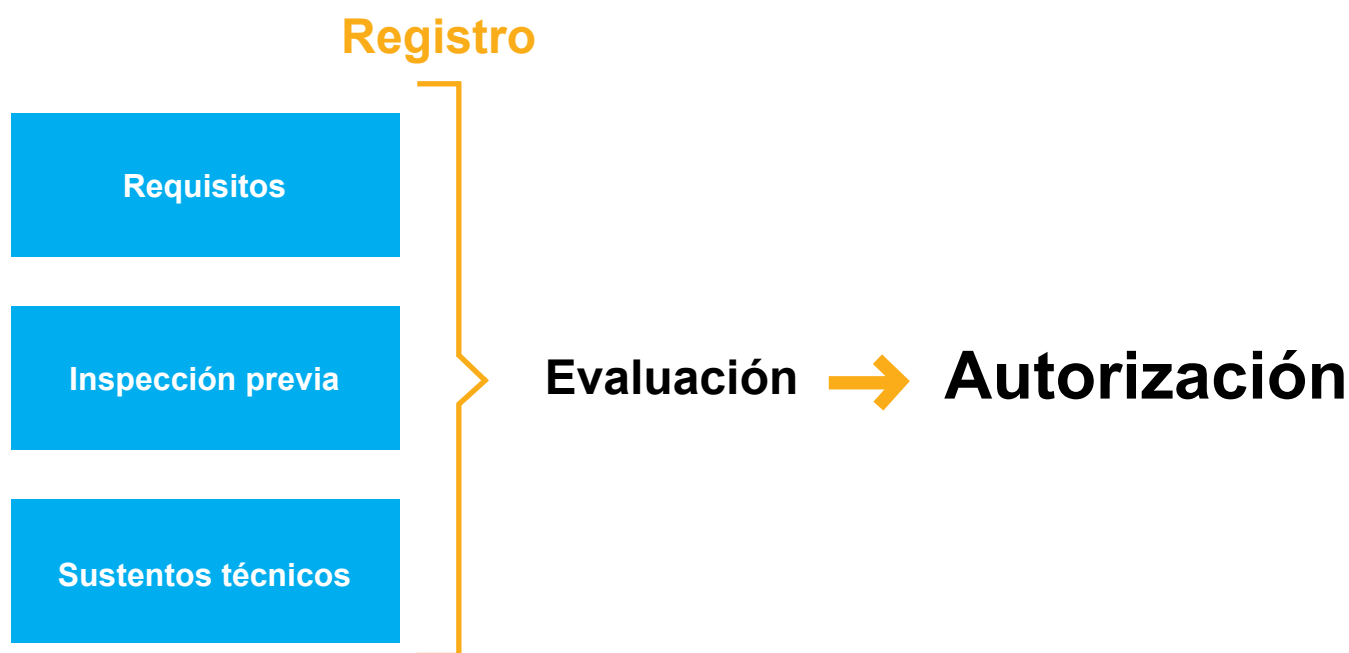 Registro
Requisitos
Inspección previa
Sustentos técnicos
Evaluación
Autorización